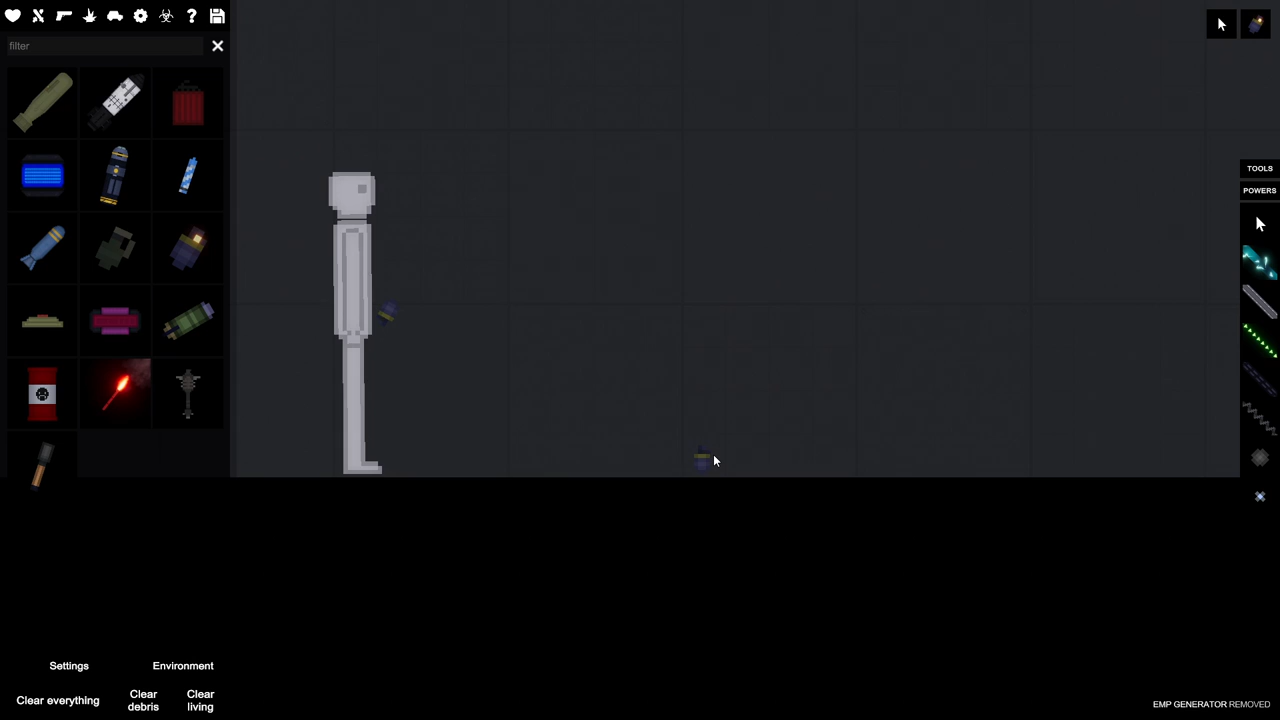 filter
TOOLS
POWERS
Settings
Environment
Clear everything
Clear
debris
Clear
living
EMP GENERATOR REMOVED